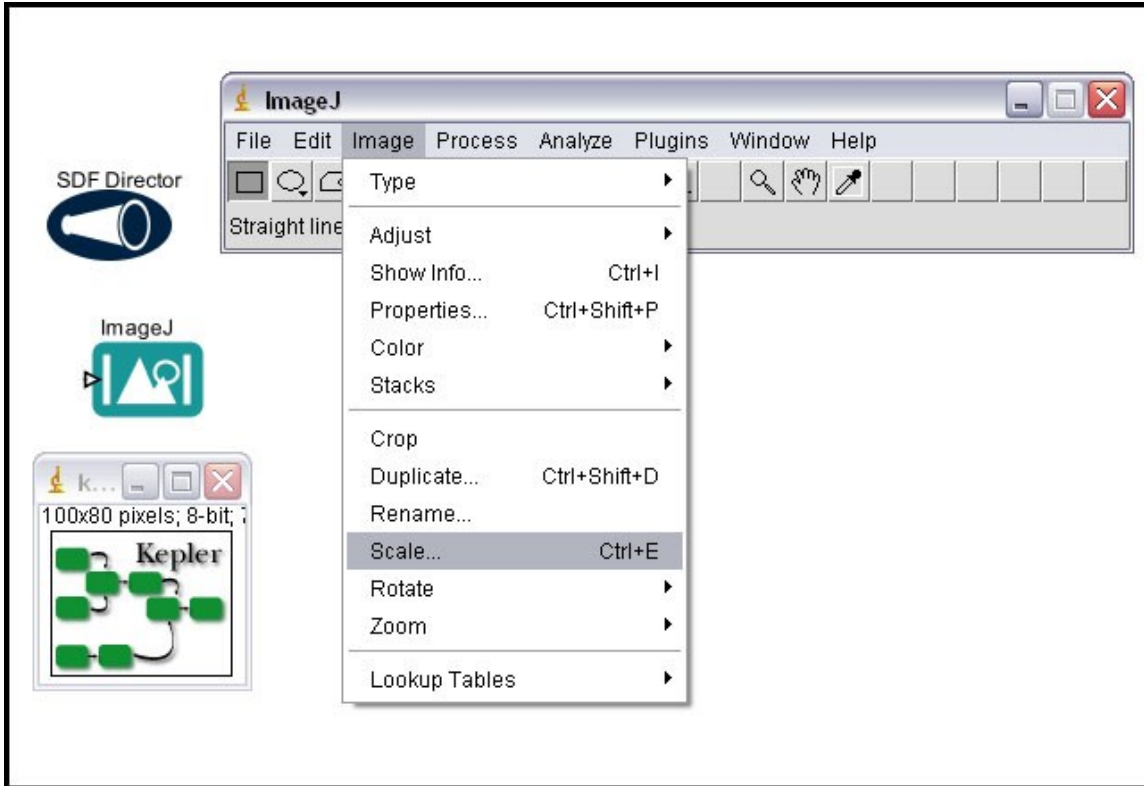 ImageJ
File Edit Image Process Analyze Plugins Window Help
SDF Director
Straight line
Type
Adjust
Show Info... Ctrl+I
Properties... Ctrl+Shift+P
Color
Stacks
Crop
Duplicate... Ctrl+Shift+D
Rename...
Scale... Ctrl+E
Rotate
Zoom
Lookup Tables
ImageJ
k...
100x80 pixels; 8-bit;
Kepler